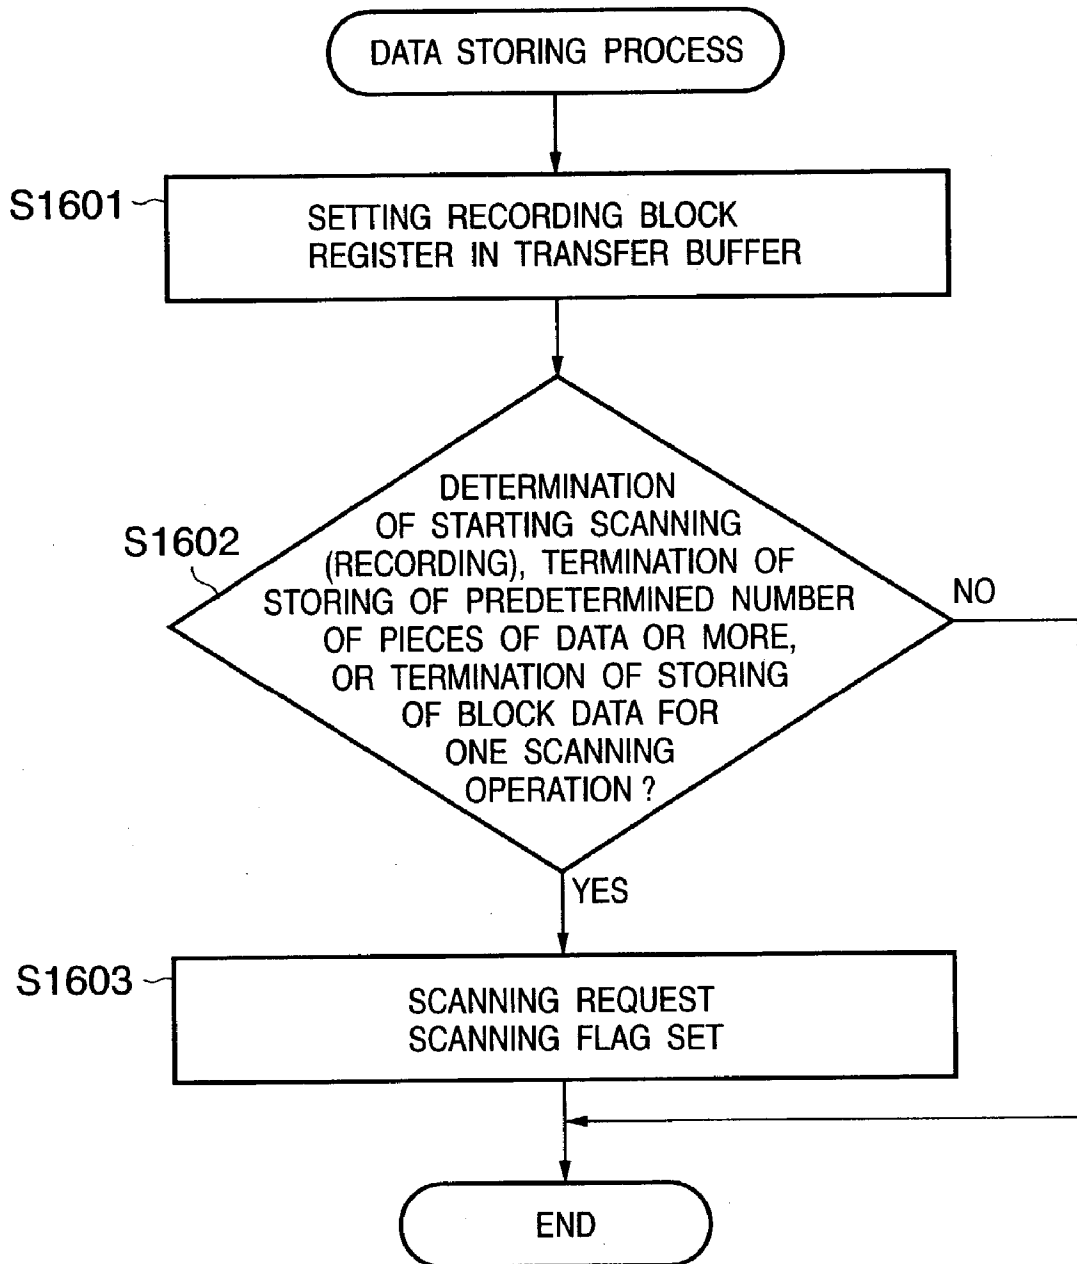 DATA STORING PROCESS
S1601
SETTING RECORDING BLOCK
REGISTER IN TRANSFER BUFFER
S1602
DETERMINATION
OF STARTING SCANNING
(RECORDING), TERMINATION OF
STORING OF PREDETERMINED NUMBER
OF PIECES OF DATA OR MORE,
OR TERMINATION OF STORING
OF BLOCK DATA FOR
ONE SCANNING
OPERATION ?
NO
YES
S1603
SCANNING REQUEST
SCANNING FLAG SET
END